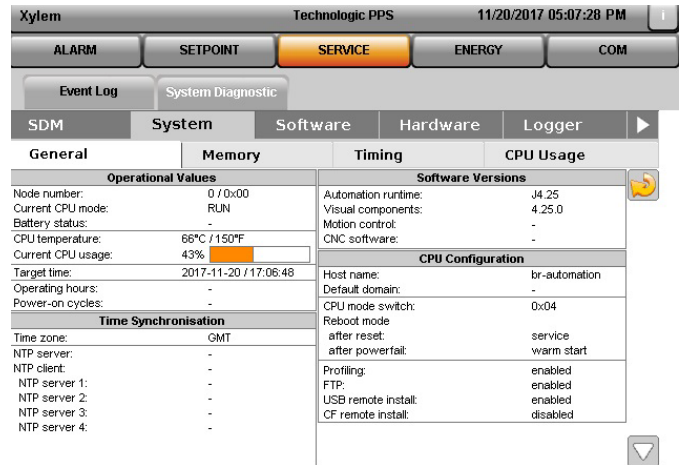 Xylem Technologic PPS 11/20/2017 05:07:28 PM i
ALARM SETPOINT SERVICE ENERGY COM
Event Log System Diagnostic
SDM System Software Hardware Logger
General Memory Timing CPU Usage
Operational Values
Node number: 0 / 0x00
Current CPU mode: RUN
Battery status: -
CPU temperature: 66°C / 150°F
Current CPU usage: 43%
Target time: 2017-11-20 / 17:06:48
Operating hours: -
Power-on cycles: -
Time Synchronisation
Time zone: GMT
NTP server: -
NTP client: -
NTP server 1: -
NTP server 2: -
NTP server 3: -
NTP server 4: -
Software Versions
Automation runtime: J4.25
Visual components: 4.25.0
Motion control: -
CNC software: -
CPU Configuration
Host name: br-automation
Default domain: -
CPU mode switch: 0x04
Reboot mode
after reset: service
after powerfail: warm start
Profiling: enabled
FTP: enabled
USB remote install: enabled
CF remote install: disabled